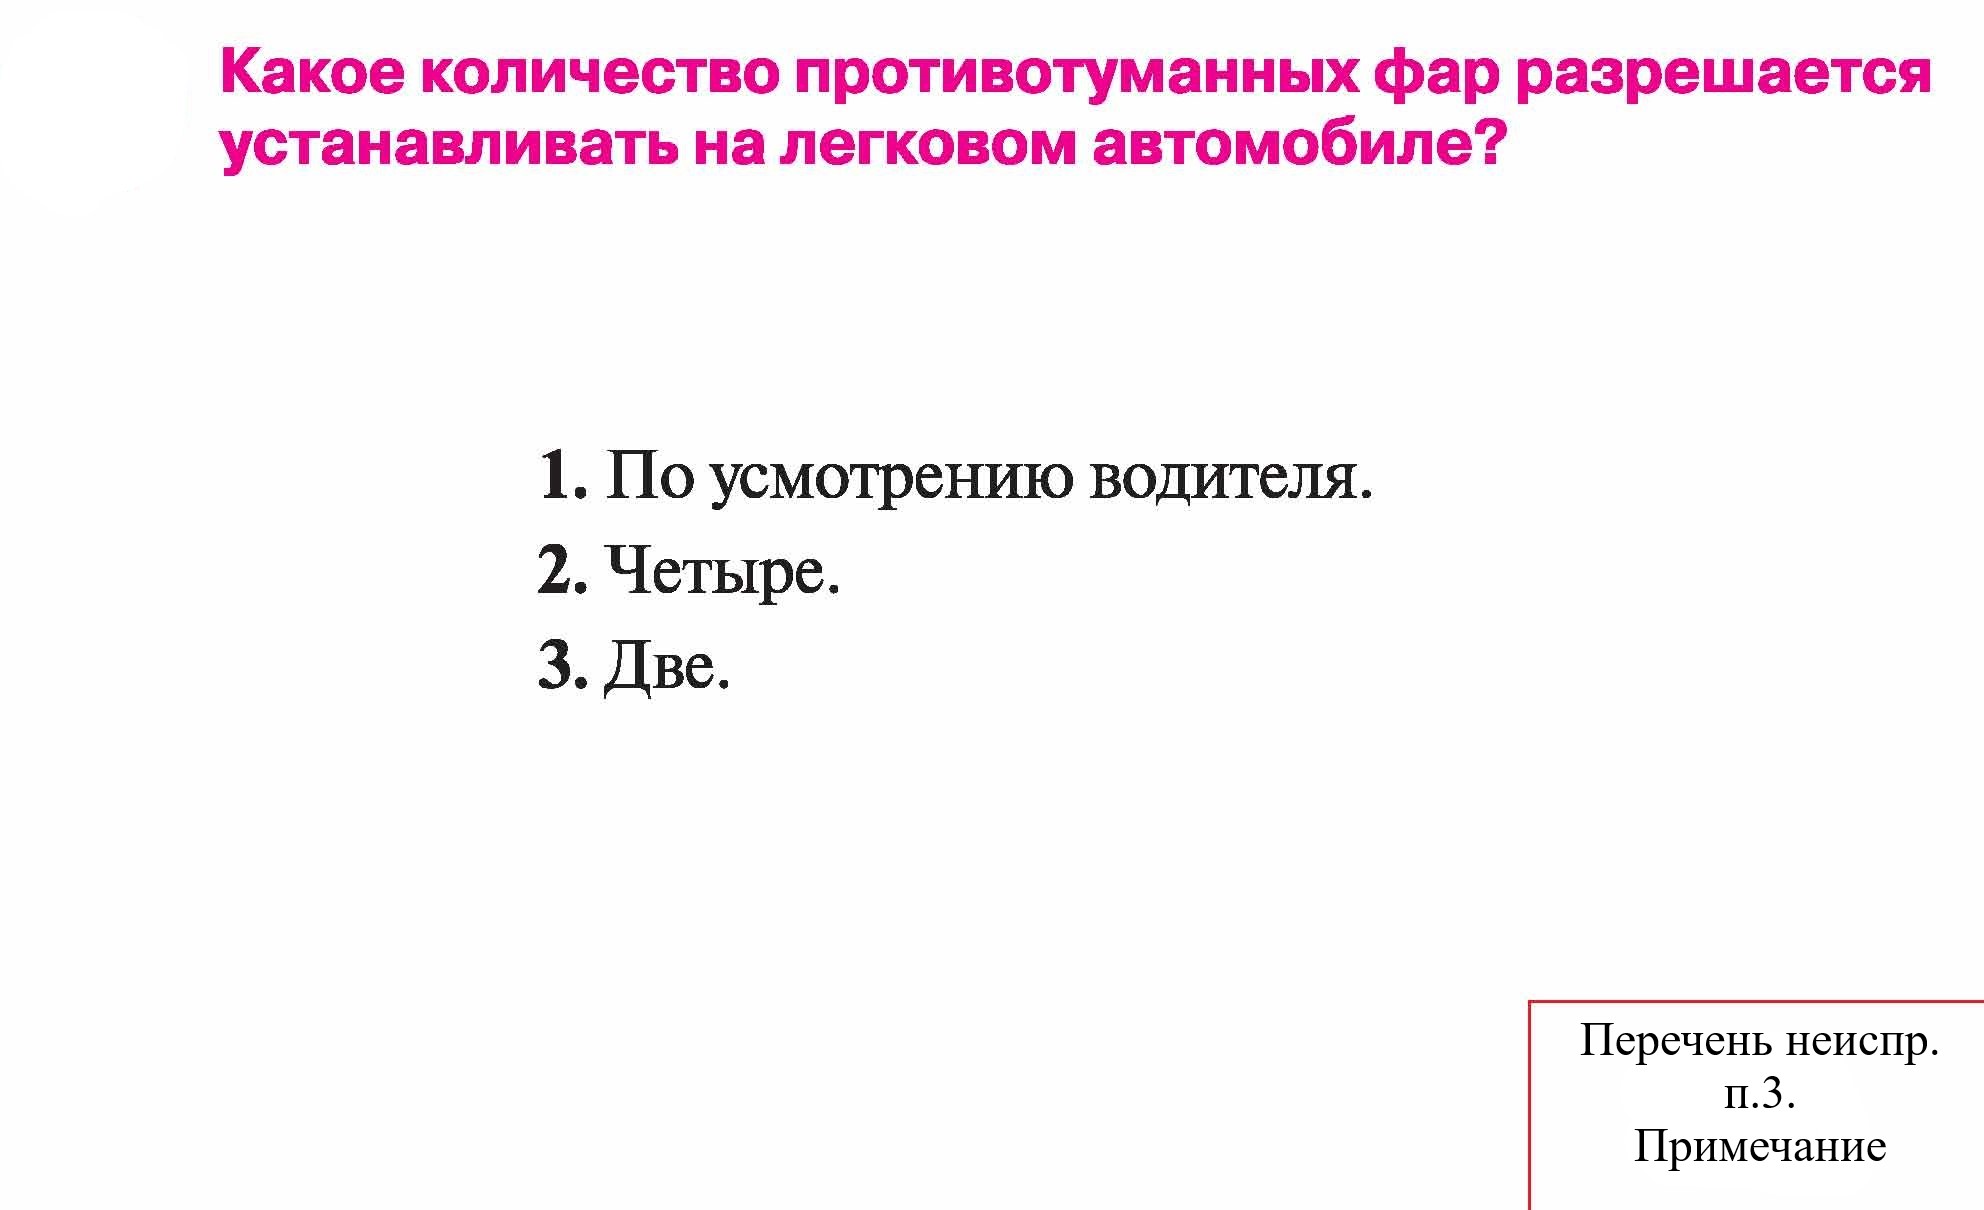 Какое количество противотуманных фар разрешается
устанавливать на легковом автомобиле?
1. По усмотрению водителя.
2. Четыре.
3. Две.
Перечень неиспр.
п.3.
Примечание